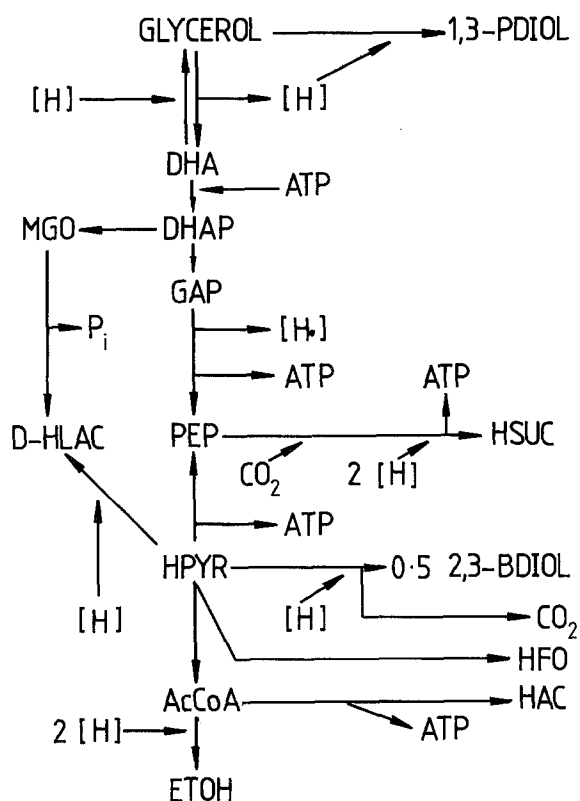 GLYCEROL 1,3-PDIOL
[H] [H]
DHA
ATP
MGO DHAP
GAP
P_i [H.]
ATP ATP
D-HLAC PEP HSUC
CO₂ 2 [H]
ATP
HPYR 0·5 2,3-BDIOL
[H] [H] CO₂
HFO
AcCoA HAC
2 [H] ATP
ETOH